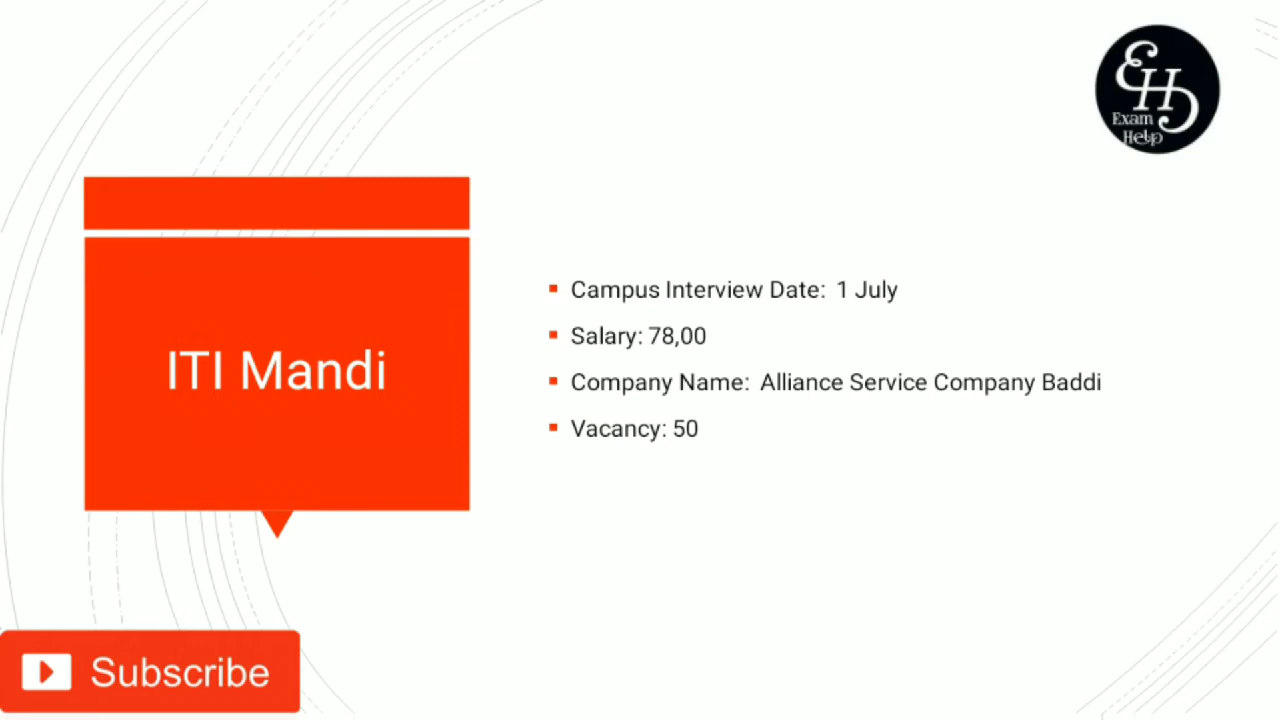 EH
Exam
Help
ITI Mandi
Campus Interview Date: 1 July
Salary: 78,00
Company Name: Alliance Service Company Baddi
Vacancy: 50
Subscribe